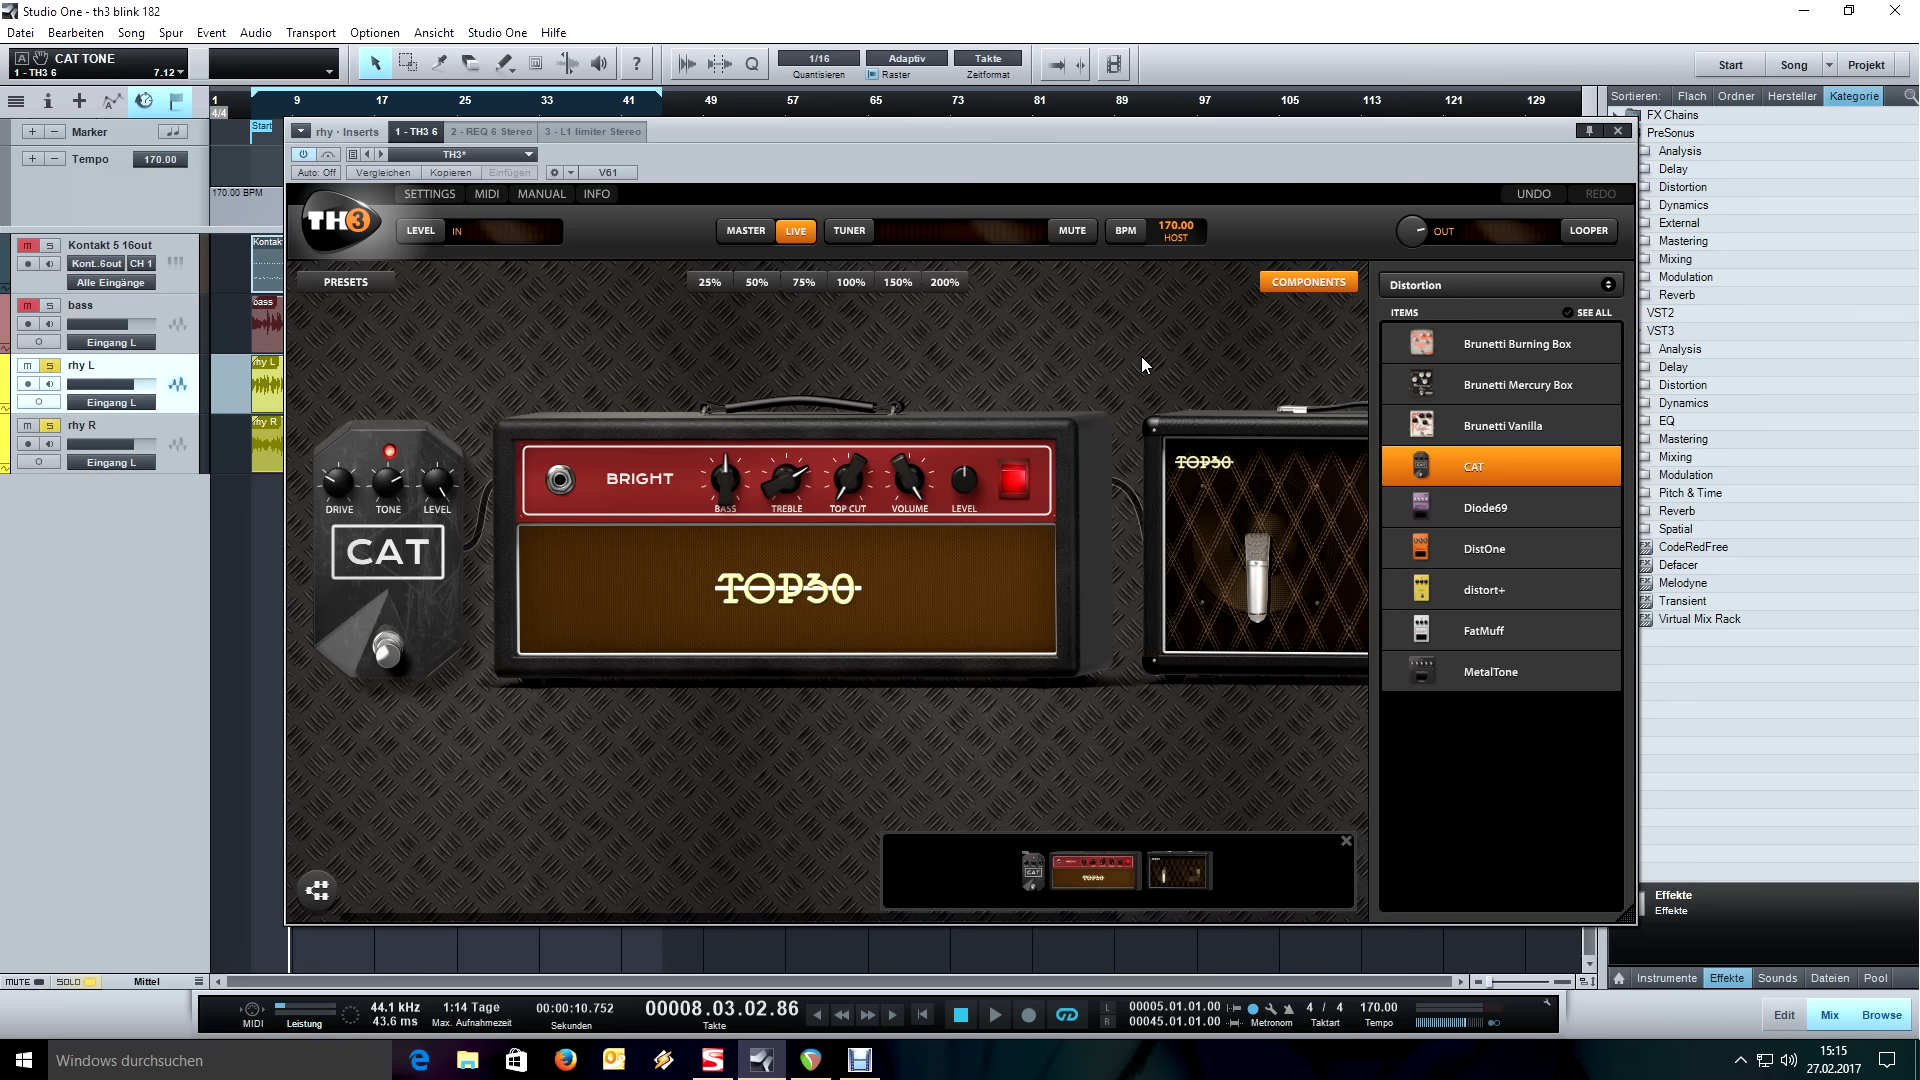 Studio One - th3 blink 182
Datei Bearbeiten Song Spur Event Audio Transport Optionen Ansicht Studio One Hilfe
CAT TONE
1 - TH3 6 7.12
1/16 Adaptiv Takte
Quantisieren Raster Zeitformat
Start Song Projekt
1 9 17 25 33 41 49 57 65 73 81 89 97 105 113 121 129
4/4
Sortieren: Flach Ordner Hersteller Kategorie
Marker
Start
Tempo 170.00
170.00 BPM
rhy · Inserts 1 - TH3 6 2 - REQ 6 Stereo 3 - L1 limiter Stereo
TH3*
Auto: Off Vergleichen Kopieren Einfügen V61
SETTINGS MIDI MANUAL INFO UNDO REDO
TH3 LEVEL IN MASTER LIVE TUNER MUTE BPM 170.00 HOST OUT LOOPER
PRESETS 25% 50% 75% 100% 150% 200% COMPONENTS
Kontakt 5 16out
Kont..6out CH 1
Alle Eingänge
Kontak
bass
Eingang L
bass
rhy L
Eingang L
rhy L
rhy R
Eingang L
rhy R
DRIVE TONE LEVEL
CAT
BRIGHT
BASS TREBLE TOP CUT VOLUME LEVEL
TOP30
TOP30
CAT
BRIGHT
TOP30
Distortion
ITEMS SEE ALL
Brunetti Burning Box
Brunetti Mercury Box
Brunetti Vanilla
CAT
Diode69
DistOne
distort+
FatMuff
MetalTone
FX Chains
PreSonus
Analysis
Delay
Distortion
Dynamics
External
Mastering
Mixing
Modulation
Reverb
VST2
VST3
Analysis
Delay
Distortion
Dynamics
EQ
Mastering
Mixing
Modulation
Pitch & Time
Reverb
Spatial
CodeRedFree
Defacer
Melodyne
Transient
Virtual Mix Rack
Effekte
Effekte
MUTE SOLO Mittel
Instrumente Effekte Sounds Dateien Pool
MIDI Leistung
44.1 kHz
43.6 ms
1:14 Tage
Max. Aufnahmezeit
00:00:10.752
Sekunden
00008.03.02.86
Takte
L 00005.01.01.00
R 00045.01.01.00
Metronom
4 / 4
Taktart
170.00
Tempo
Edit Mix Browse
Windows durchsuchen
15:15
27.02.2017